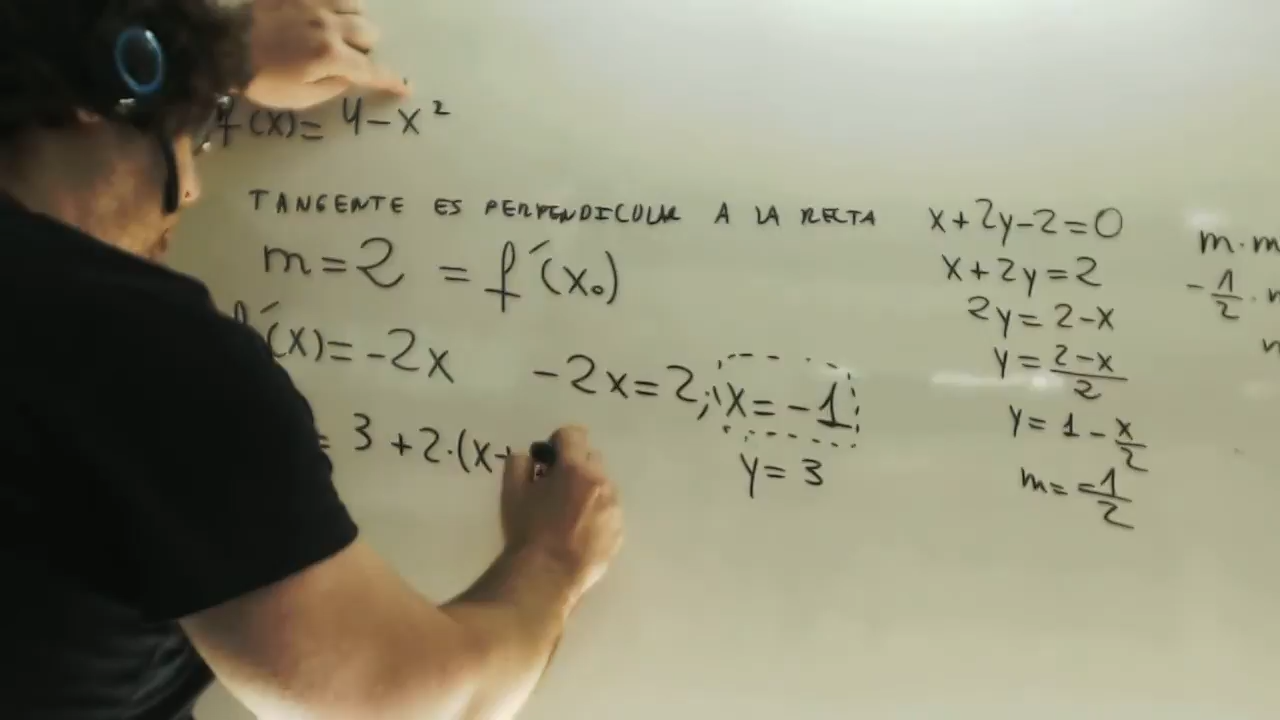 f(x)= 4-x²
TANGENTE ES PERPENDICULAR A LA RECTA
m=2 = f´(x₀)
f´(x)=-2x
-2x=2; x=-1
= 3+2·(x+
y=3
x+2y-2=0
x+2y=2
2y=2-x
y=2-x/2
y=1-x/2
m=-1/2
m·m
-1/2·